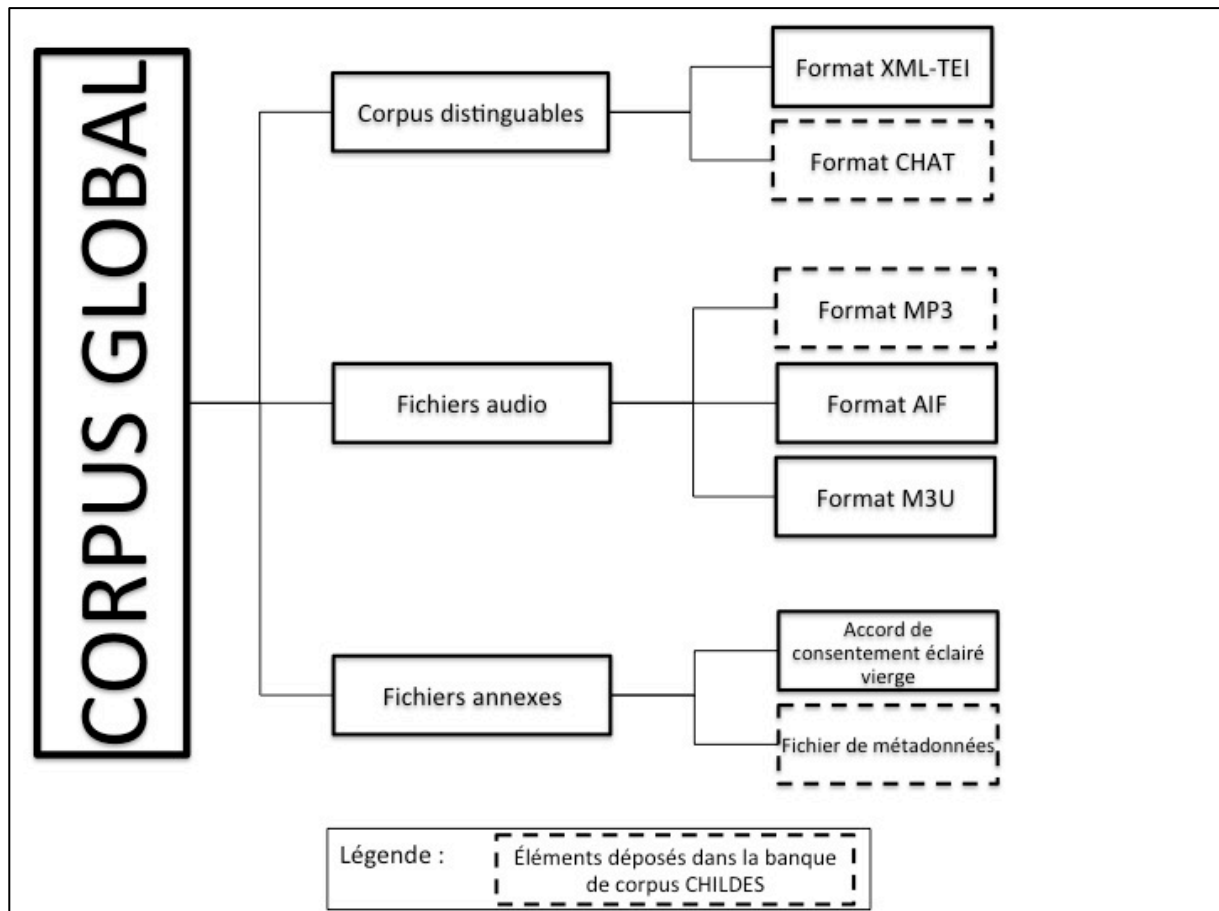 CORPUS GLOBAL
Corpus distinguables
Format XML-TEI
Format CHAT
Fichiers audio
Format MP3
Format AIF
Format M3U
Fichiers annexes
Accord de
consentement éclairé
vierge
Fichier de métadonnées
Légende :
Éléments déposés dans la banque
de corpus CHILDES